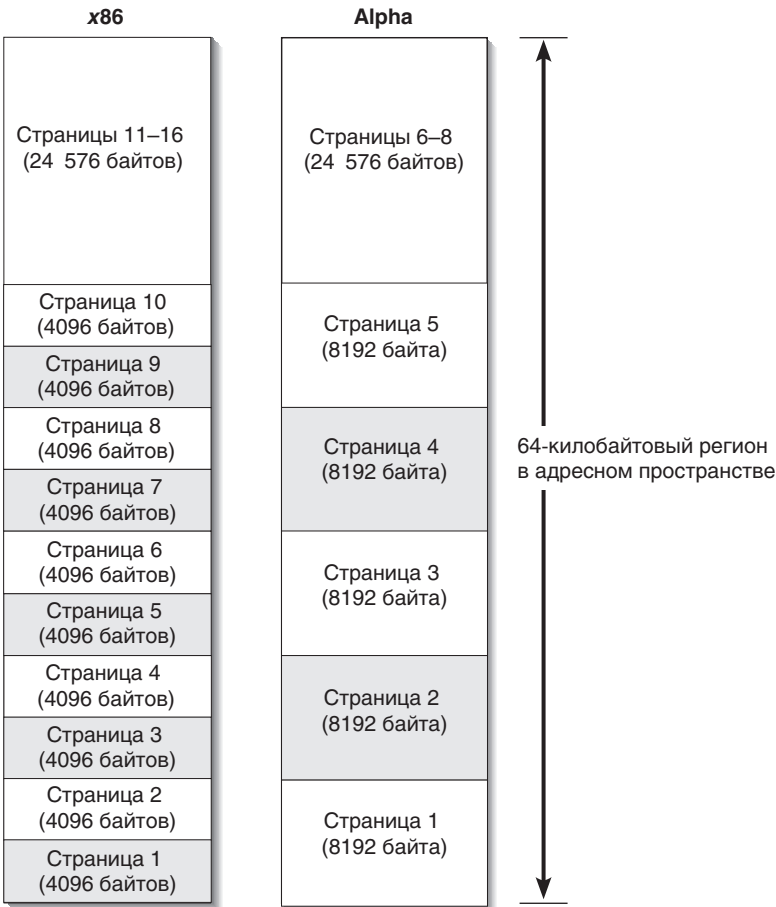 x86
Alpha
Страницы 11–16
(24 576 байтов)
Страница 10
(4096 байтов)
Страница 9
(4096 байтов)
Страница 8
(4096 байтов)
Страница 7
(4096 байтов)
Страница 6
(4096 байтов)
Страница 5
(4096 байтов)
Страница 4
(4096 байтов)
Страница 3
(4096 байтов)
Страница 2
(4096 байтов)
Страница 1
(4096 байтов)
Страницы 6–8
(24 576 байтов)
Страница 5
(8192 байта)
Страница 4
(8192 байта)
Страница 3
(8192 байта)
Страница 2
(8192 байта)
Страница 1
(8192 байта)
64-килобайтовый регион
в адресном пространстве